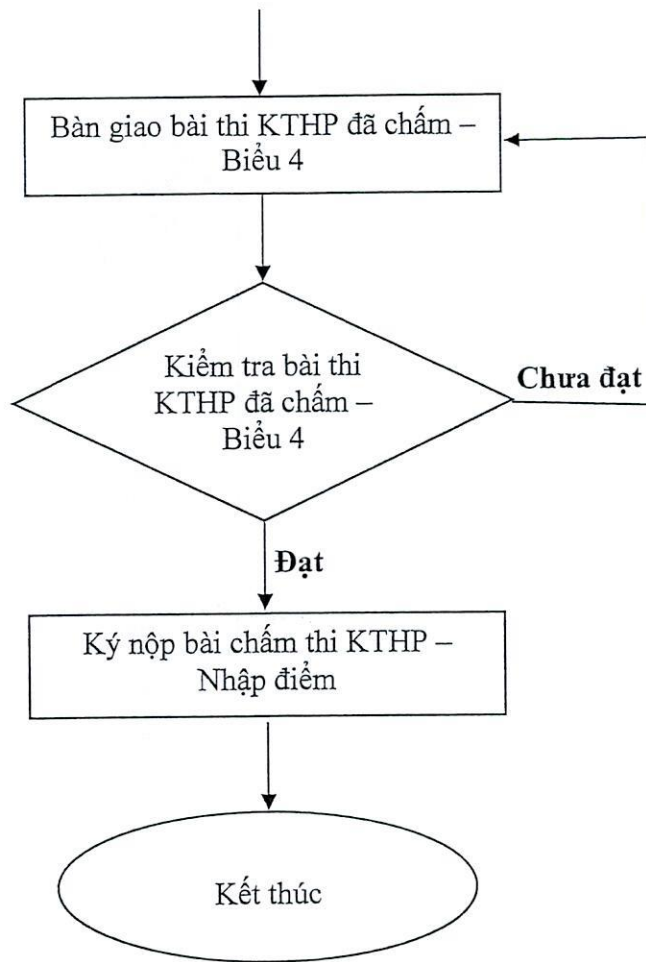 Bàn giao bài thi KTHP đã chấm –
Biểu 4
Kiểm tra bài thi
KTHP đã chấm –
Biểu 4
Chưa đạt
Đạt
Ký nộp bài chấm thi KTHP –
Nhập điểm
Kết thúc